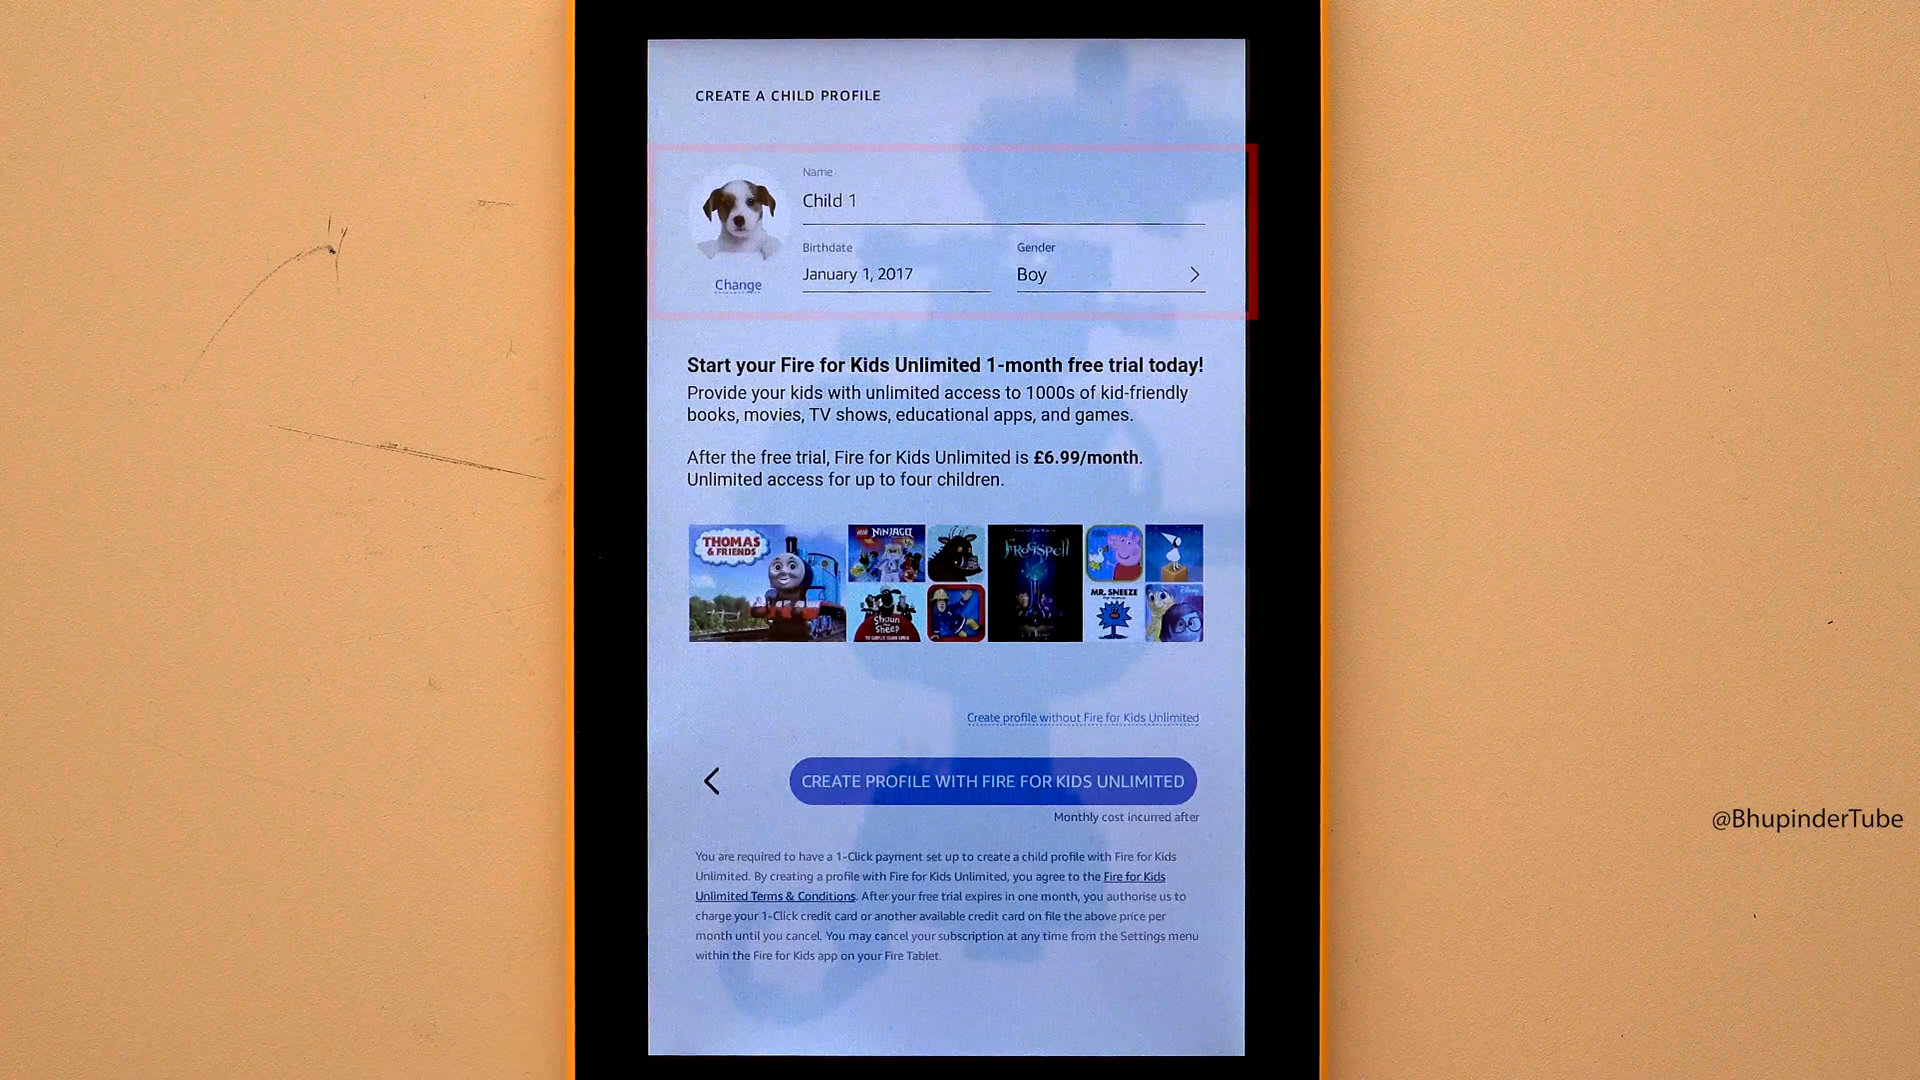 CREATE A CHILD PROFILE
Name
Child 1
Birthdate
Gender
January 1, 2017
Boy
Change
Start your Fire for Kids Unlimited 1-month free trial today!
Provide your kids with unlimited access to 1000s of kid-friendly
books, movies, TV shows, educational apps, and games.
After the free trial, Fire for Kids Unlimited is £6.99/month.
Unlimited access for up to four children.
THOMAS
& FRIENDS
LEGO NINJAGO
FROGSPELL
Shaun
the
Sheep
MR. SNEEZE
Disney
Create profile without Fire for Kids Unlimited
CREATE PROFILE WITH FIRE FOR KIDS UNLIMITED
Monthly cost incurred after
You are required to have a 1-Click payment set up to create a child profile with Fire for Kids
Unlimited. By creating a profile with Fire for Kids Unlimited, you agree to the Fire for Kids
Unlimited Terms & Conditions. After your free trial expires in one month, you authorise us to
charge your 1-Click credit card or another available credit card on file the above price per
month until you cancel. You may cancel your subscription at any time from the Settings menu
within the Fire for Kids app on your Fire Tablet.
@BhupinderTube